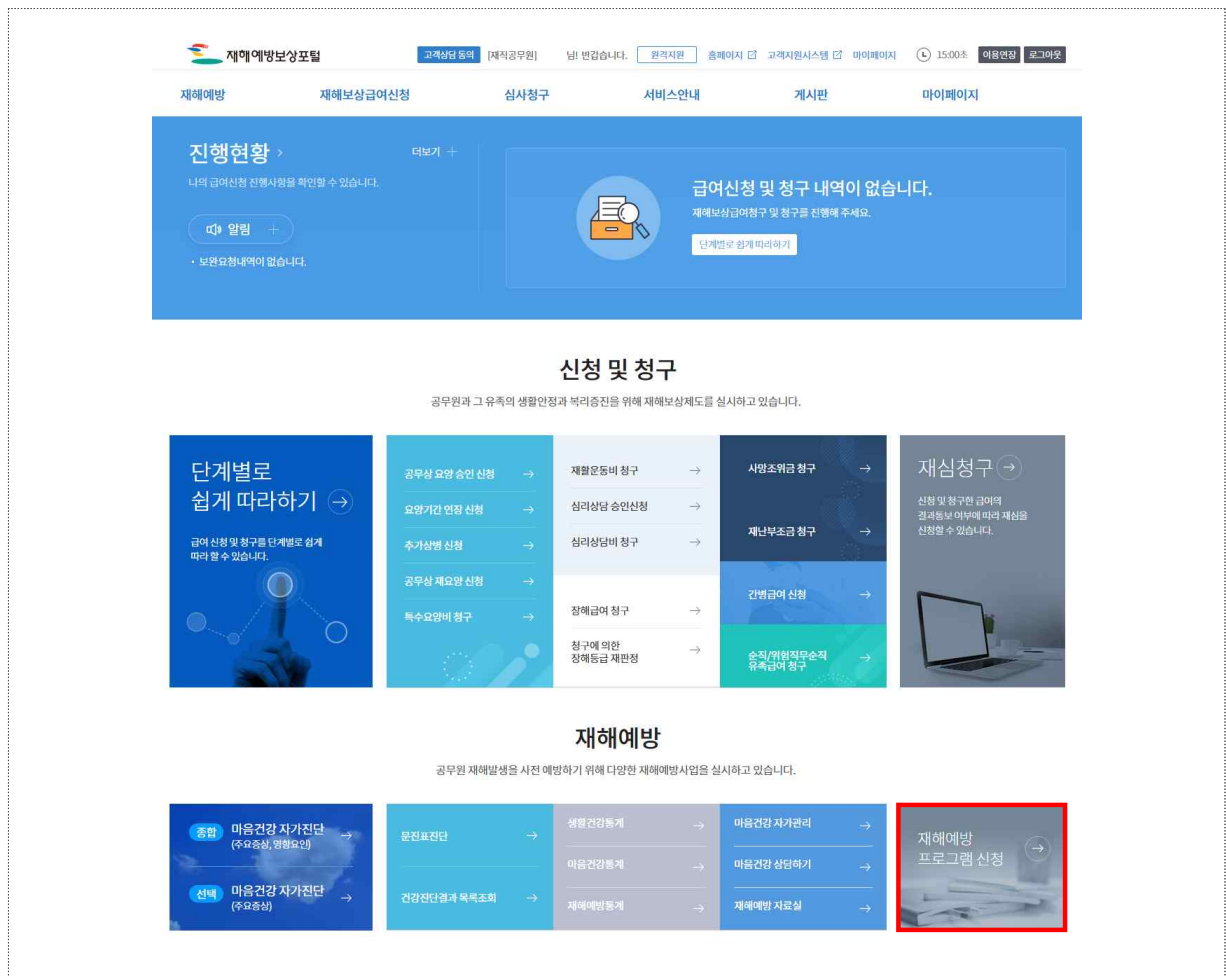 재해예방보상포털
고객상담 동의 [재직공무원] 님! 반갑습니다. 원격지원 홈페이지 고객지원시스템 마이페이지 15:00초 이용연장 로그아웃
재해예방 재해보상급여신청 심사청구 서비스안내 게시판 마이페이지
진행현황 > 더보기 +
나의 급여신청 진행사항을 확인할 수 있습니다.
알림 +
• 보완요청내역이 없습니다.
급여신청 및 청구 내역이 없습니다.
재해보상급여청구 및 청구를 진행해 주세요.
단계별로 쉽게 따라하기
신청 및 청구
공무원과 그 유족의 생활안정과 복리증진을 위해 재해보상제도를 실시하고 있습니다.
단계별로
쉽게 따라하기 →
급여 신청 및 청구를 단계별로 쉽게
따라 할 수 있습니다.
공무상 요양 승인 신청 →
요양기간 연장 신청 →
추가상병 신청 →
공무상 재요양 신청 →
특수요양비 청구 →
재활운동비 청구 →
심리상담 승인신청 →
심리상담비 청구 →
장해급여 청구 →
청구에 의한
장해등급 재판정 →
사망조위금 청구 →
재난부조금 청구 →
간병급여 신청 →
순직/위험직무순직
유족급여 청구 →
재심청구 →
신청 및 청구한 급여의
결과통보 여부에 따라 재심을
신청할 수 있습니다.
재해예방
공무원 재해발생을 사전 예방하기 위해 다양한 재해예방사업을 실시하고 있습니다.
종합 마음건강 자가진단 →
(주요증상, 영향요인)
선택 마음건강 자가진단 →
(주요증상)
문진표진단 →
건강진단결과 목록조회 →
생활건강통계 →
마음건강통계 →
재해예방통계 →
마음건강 자가관리 →
마음건강 상담하기 →
재해예방 자료실 →
재해예방
프로그램 신청 →